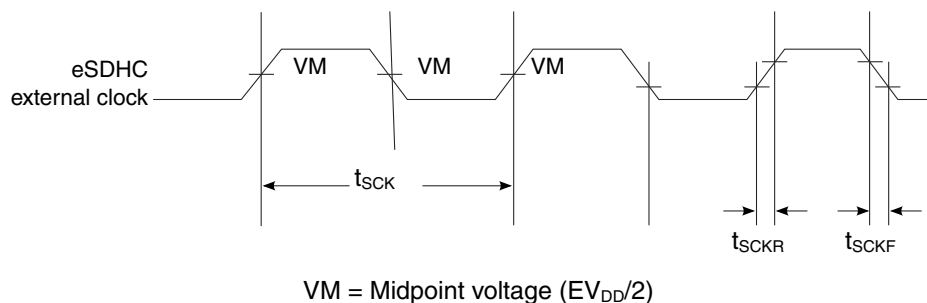 eSDHC
external clock
VM
VM
VM
tSCK
tSCKR
tSCKF
VM = Midpoint voltage (EVDD/2)